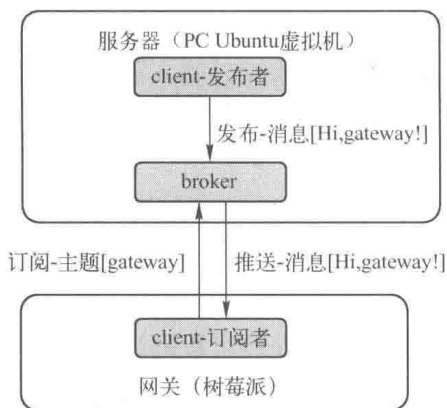 服务器（PC Ubuntu虚拟机）
client-发布者
发布-消息[Hi,gateway!]
broker
订阅-主题[gateway]
推送-消息[Hi,gateway!]
client-订阅者
网关（树莓派）